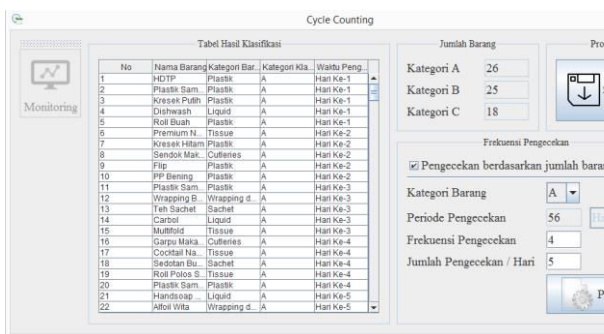 Cycle Counting
Monitoring
Tabel Hasil Klasifikasi
No Nama Barang Kategori Bar... Kategori Kla... Waktu Peng...
1 HDTP Plastik A Hari Ke-1
2 Plastik Sam... Plastik A Hari Ke-1
3 Kresek Putih Plastik A Hari Ke-1
4 Dishwash Liquid A Hari Ke-1
5 Roll Buah Plastik A Hari Ke-1
6 Premium N... Tissue A Hari Ke-2
7 Kresek Hitam Plastik A Hari Ke-2
8 Sendok Mak... Cutleries A Hari Ke-2
9 Flip Plastik A Hari Ke-2
10 PP Bening Plastik A Hari Ke-2
11 Plastik Sam... Plastik A Hari Ke-3
12 Wrapping B... Wrapping d... A Hari Ke-3
13 Teh Sachet Sachet A Hari Ke-3
14 Carbol Liquid A Hari Ke-3
15 Multifold Tissue A Hari Ke-3
16 Garpu Maka... Cutleries A Hari Ke-4
17 Cocktail Na... Tissue A Hari Ke-4
18 Sedotan Bu... Sachet A Hari Ke-4
19 Roll Polos S... Tissue A Hari Ke-4
20 Plastik Sam... Plastik A Hari Ke-4
21 Handsoap ... Liquid A Hari Ke-5
22 Alfoil Wita Wrapping d... A Hari Ke-5
Jumlah Barang
Kategori A 26
Kategori B 25
Kategori C 18
Pro
Frekuensi Pengecekan
Pengecekan berdasarkan jumlah bara
Kategori Barang A
Periode Pengecekan 56 Ha
Frekuensi Pengecekan 4
Jumlah Pengecekan / Hari 5
P